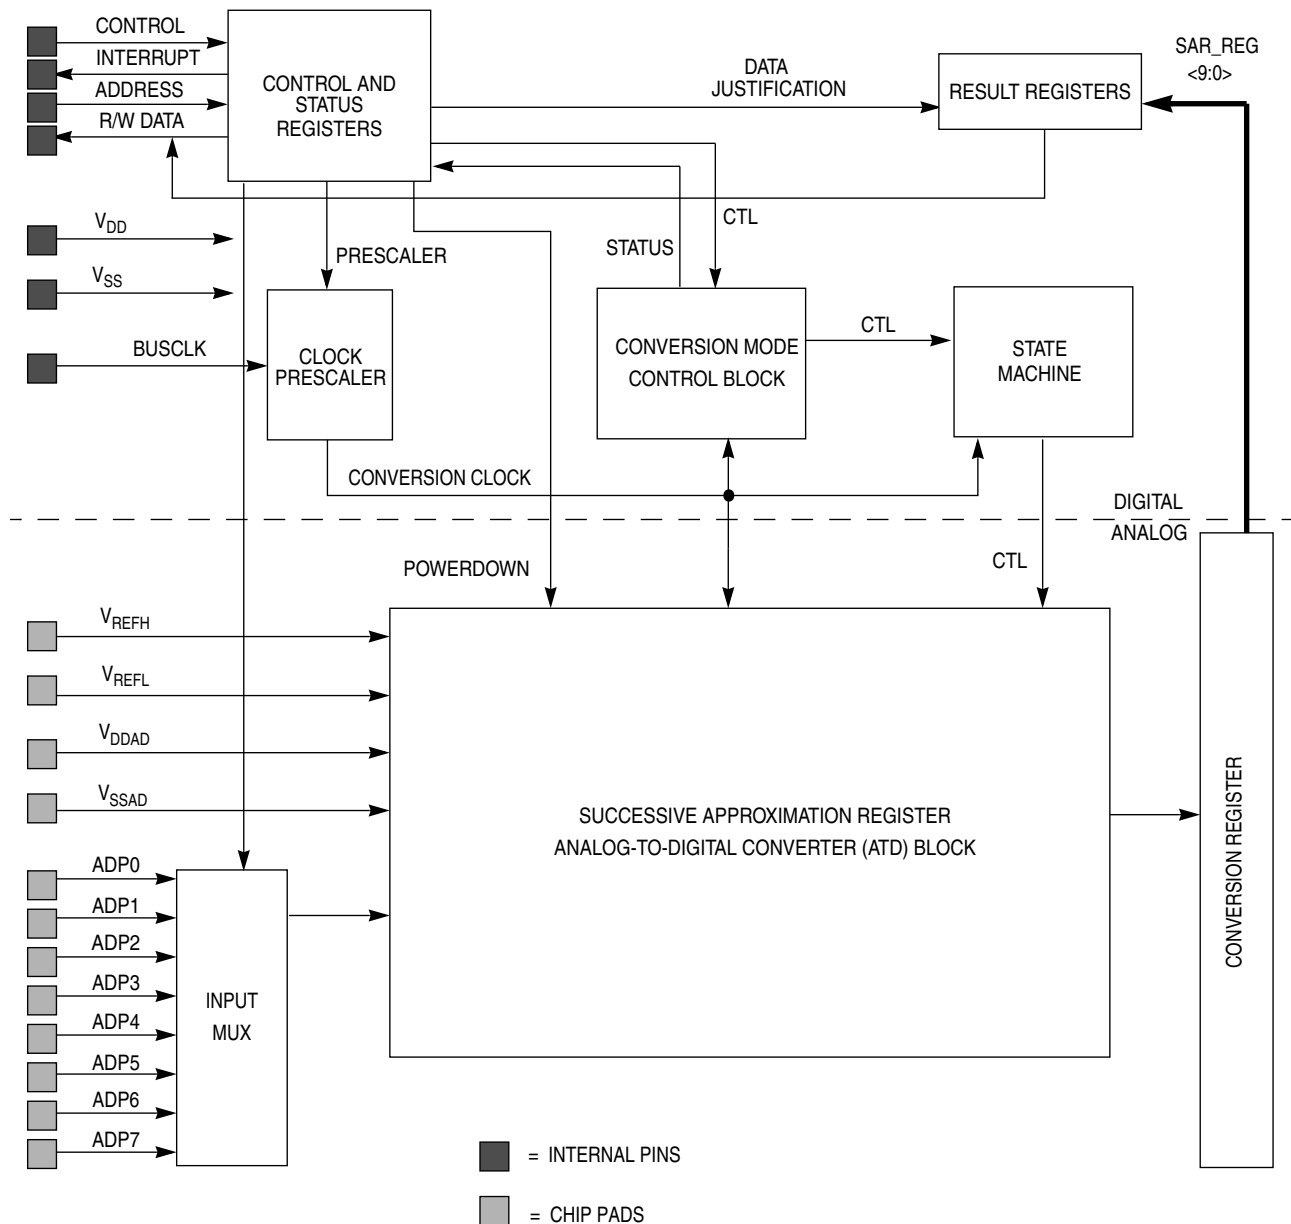 CONTROL
INTERRUPT
ADDRESS
R/W DATA
CONTROL AND
STATUS
REGISTERS
DATA
JUSTIFICATION
RESULT REGISTERS
SAR_REG
<9:0>
VDD
VSS
BUSCLK
PRESCALER
CLOCK
PRESCALER
STATUS
CTL
CONVERSION MODE
CONTROL BLOCK
CTL
STATE
MACHINE
CONVERSION CLOCK
DIGITAL
ANALOG
POWERDOWN
CTL
VREFH
VREFL
VDDAD
VSSAD
SUCCESSIVE APPROXIMATION REGISTER
ANALOG-TO-DIGITAL CONVERTER (ATD) BLOCK
CONVERSION REGISTER
ADP0
ADP1
ADP2
ADP3
ADP4
ADP5
ADP6
ADP7
INPUT
MUX
= INTERNAL PINS
= CHIP PADS